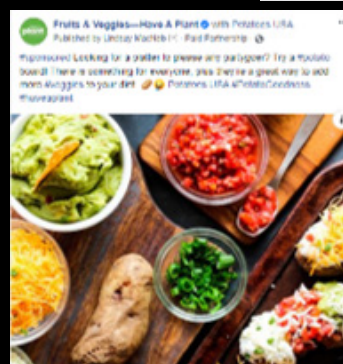 Fruits & Veggies—Have A Plant with Potatoes USA
Published by Lindsay · Paid Partnership ·
#sponsored Looking for a platter to please any partygoer? Try a #potato
board! There is something for everyone, plus they're a great way to add
more #veggies to your diet. 🥔😋 Potatoes USA #PotatoGoodness
#haveaplant